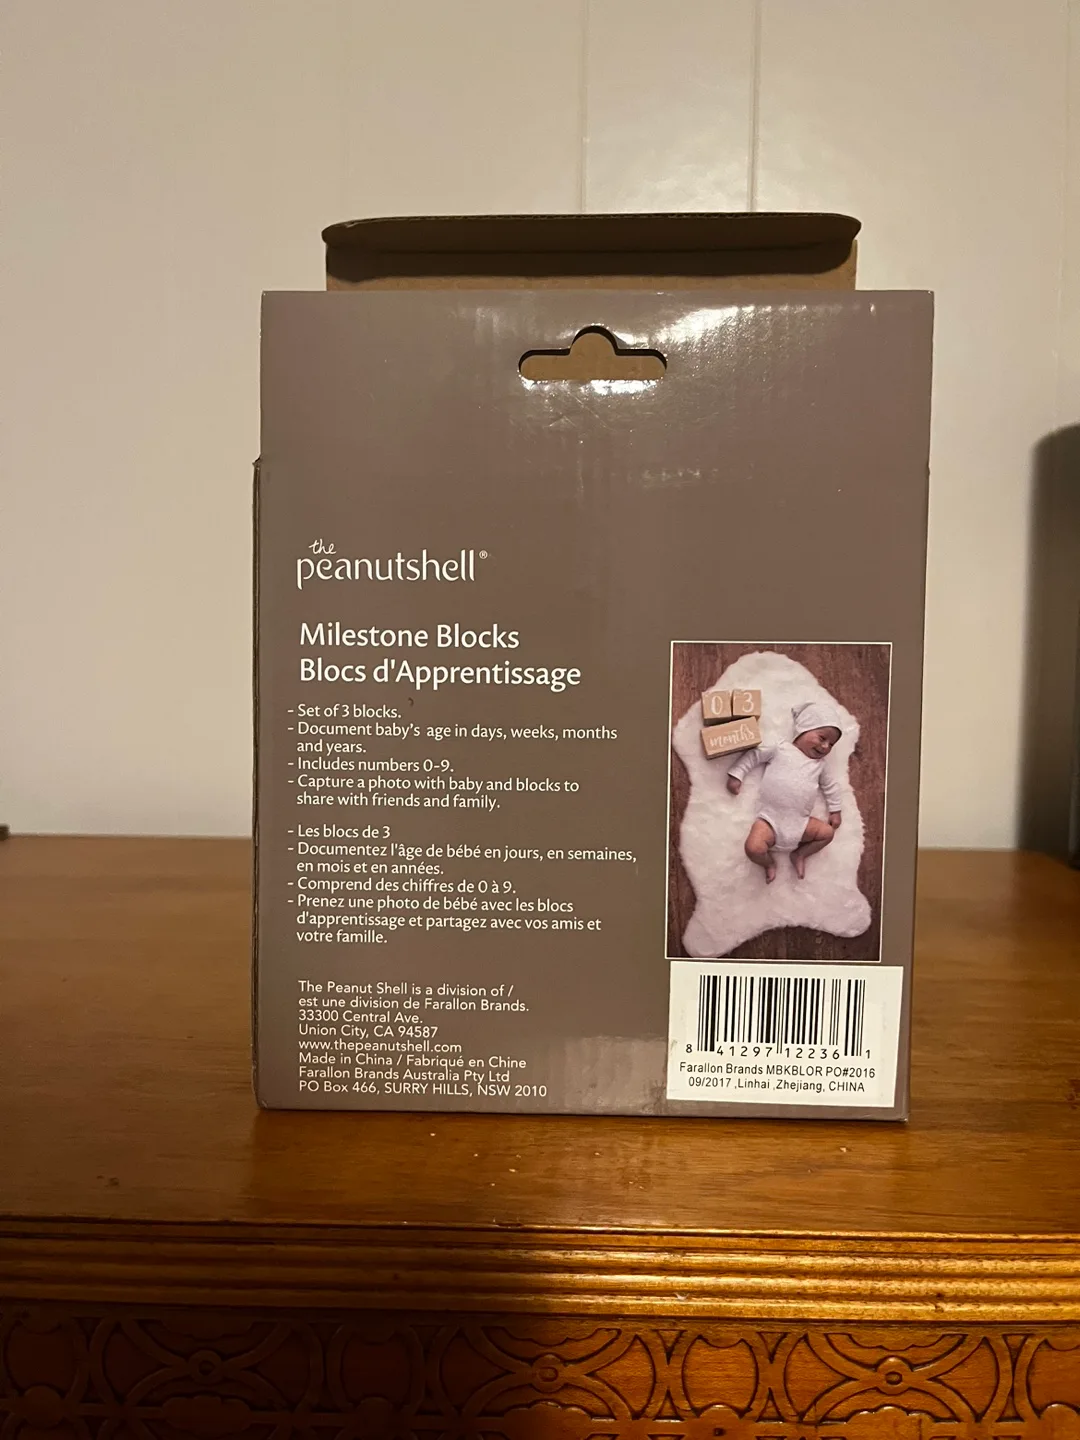 the
peanutshell®
Milestone Blocks
Blocs d'Apprentissage
- Set of 3 blocks.
- Document baby's age in days, weeks, months
and years.
- Includes numbers 0-9.
- Capture a photo with baby and blocks to
share with friends and family.
- Les blocs de 3
- Documentez l'âge de bébé en jours, en semaines,
en mois et en années.
- Comprend des chiffres de 0 à 9.
- Prenez une photo de bébé avec les blocs
d'apprentissage et partagez avec vos amis et
votre famille.
The Peanut Shell is a division of /
est une division de Farallon Brands.
33300 Central Ave.
Union City, CA 94587
www.thepeanutshell.com
Made in China / Fabriqué en Chine
Farallon Brands Australia Pty Ltd
PO Box 466, SURRY HILLS, NSW 2010
0 3
months
8 41297 12236 1
Farallon Brands MBKBLOR PO#2016
09/2017 ,Linhai ,Zhejiang, CHINA